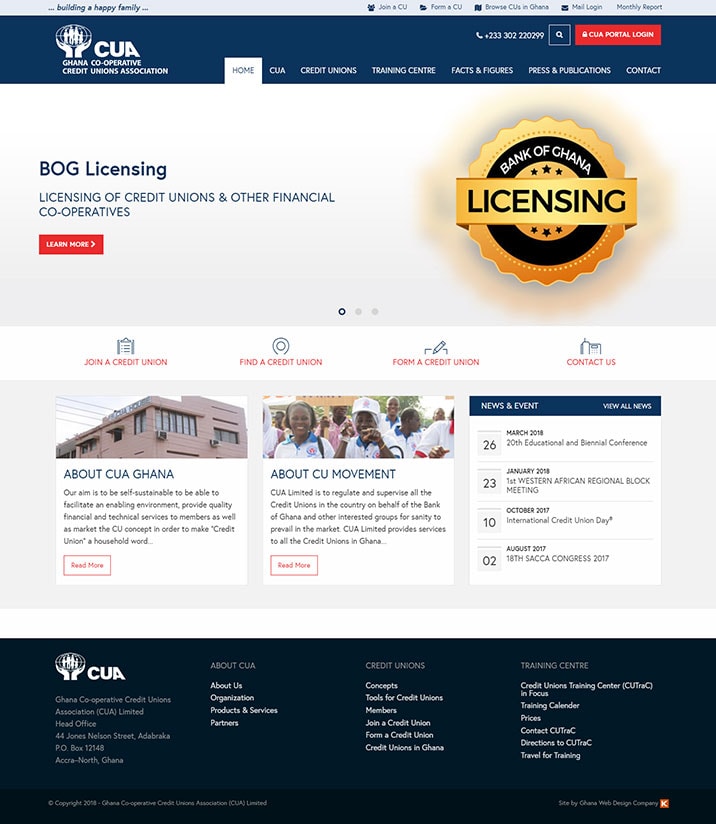 ... building a happy family ...
Join a CU Form a CU Browse CUs in Ghana Mail Login Monthly Report
CUA
GHANA CO-OPERATIVE
CREDIT UNIONS ASSOCIATION
+233 302 220299 CUA PORTAL LOGIN
HOME CUA CREDIT UNIONS TRAINING CENTRE FACTS & FIGURES PRESS & PUBLICATIONS CONTACT
BOG Licensing
LICENSING OF CREDIT UNIONS & OTHER FINANCIAL
CO-OPERATIVES
LEARN MORE
BANK OF GHANA
LICENSING
JOIN A CREDIT UNION FIND A CREDIT UNION FORM A CREDIT UNION CONTACT US
CUA HOUSE
ABOUT CUA GHANA
Our aim is to be self-sustainable to be able to
facilitate an enabling environment, provide quality
financial and technical services to members as well
as market the CU concept in order to make "Credit
Union" a household word...
Read More
ABOUT CU MOVEMENT
CUA Limited is to regulate and supervise all the
Credit Unions in the country on behalf of the Bank
of Ghana and other interested groups for sanity to
prevail in the market. CUA Limited provides services
to all the Credit Unions in Ghana...
Read More
NEWS & EVENT VIEW ALL NEWS
26
MARCH 2018
20th Educational and Biennial Conference
23
JANUARY 2018
1st WESTERN AFRICAN REGIONAL BLOCK
MEETING
10
OCTOBER 2017
International Credit Union Day®
02
AUGUST 2017
18TH SACCA CONGRESS 2017
CUA
Ghana Co-operative Credit Unions
Association (CUA) Limited
Head Office
44 Jones Nelson Street, Adabraka
P.O. Box 12148
Accra–North, Ghana
ABOUT CUA
About Us
Organization
Products & Services
Partners
CREDIT UNIONS
Concepts
Tools for Credit Unions
Members
Join a Credit Union
Form a Credit Union
Credit Unions in Ghana
TRAINING CENTRE
Credit Unions Training Center (CUTraC)
in Focus
Training Calender
Prices
Contact CUTraC
Directions to CUTraC
Travel for Training
© Copyright 2018 - Ghana Co-operative Credit Unions Association (CUA) Limited
Site by Ghana Web Design Company K